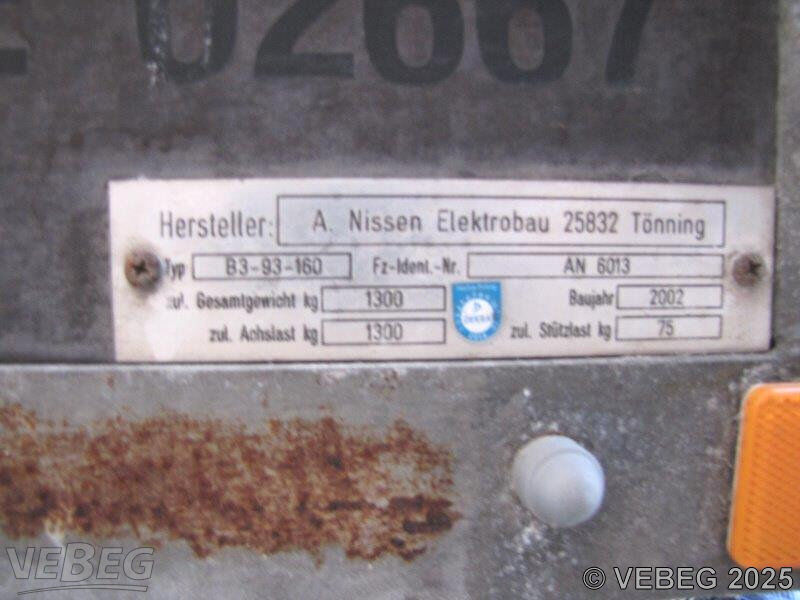 02667
Hersteller: A. Nissen Elektrobau 25832 Tönning
Typ B3-93-160 Fz-Ident.-Nr. AN 6013
zul. Gesamtgewicht kg 1300 Baujahr 2002
zul. Achslast kg 1300 zul. Stützlast kg 75
VEBEG
© VEBEG 2025